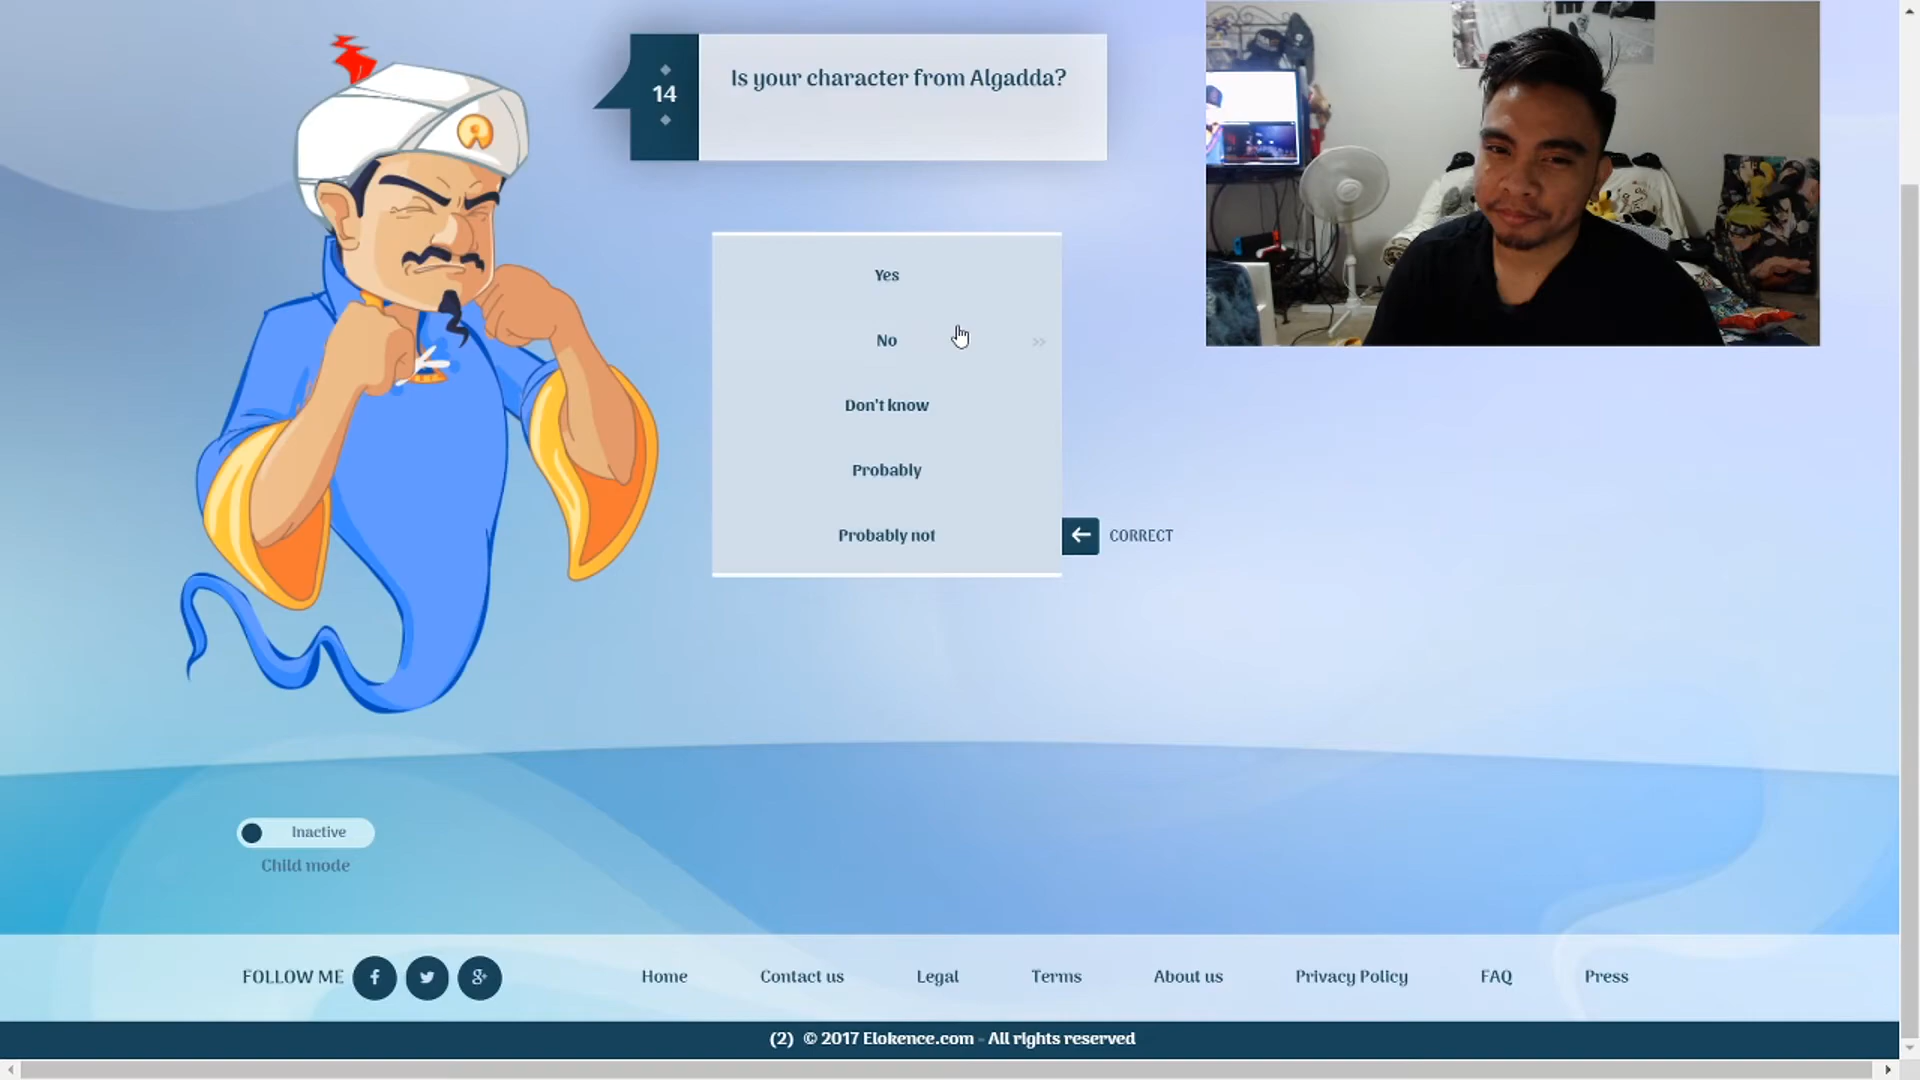 14
Is your character from Algadda?
Yes
No
Don't know
Probably
Probably not
CORRECT
Inactive
Child mode
FOLLOW ME
Home
Contact us
Legal
Terms
About us
Privacy Policy
FAQ
Press
(2) © 2017 Elokence.com - All rights reserved